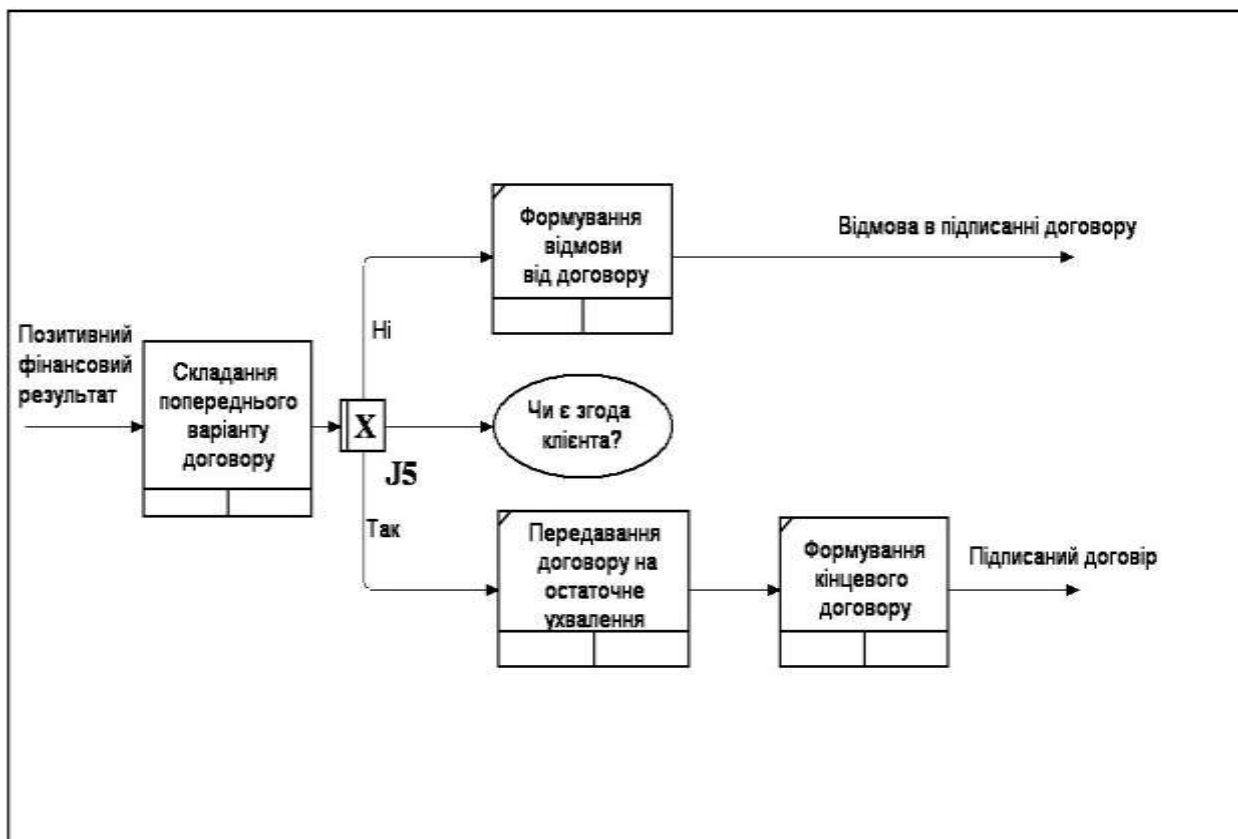 Позитивний
фінансовий
результат
Складання
попереднього
варіанту
договору
X
J5
Ні
Формування
відмови
від договору
Відмова в підписанні договору
Чи є згода
клієнта?
Так
Передавання
договору на
остаточне
ухвалення
Формування
кінцевого
договору
Підписаний договір